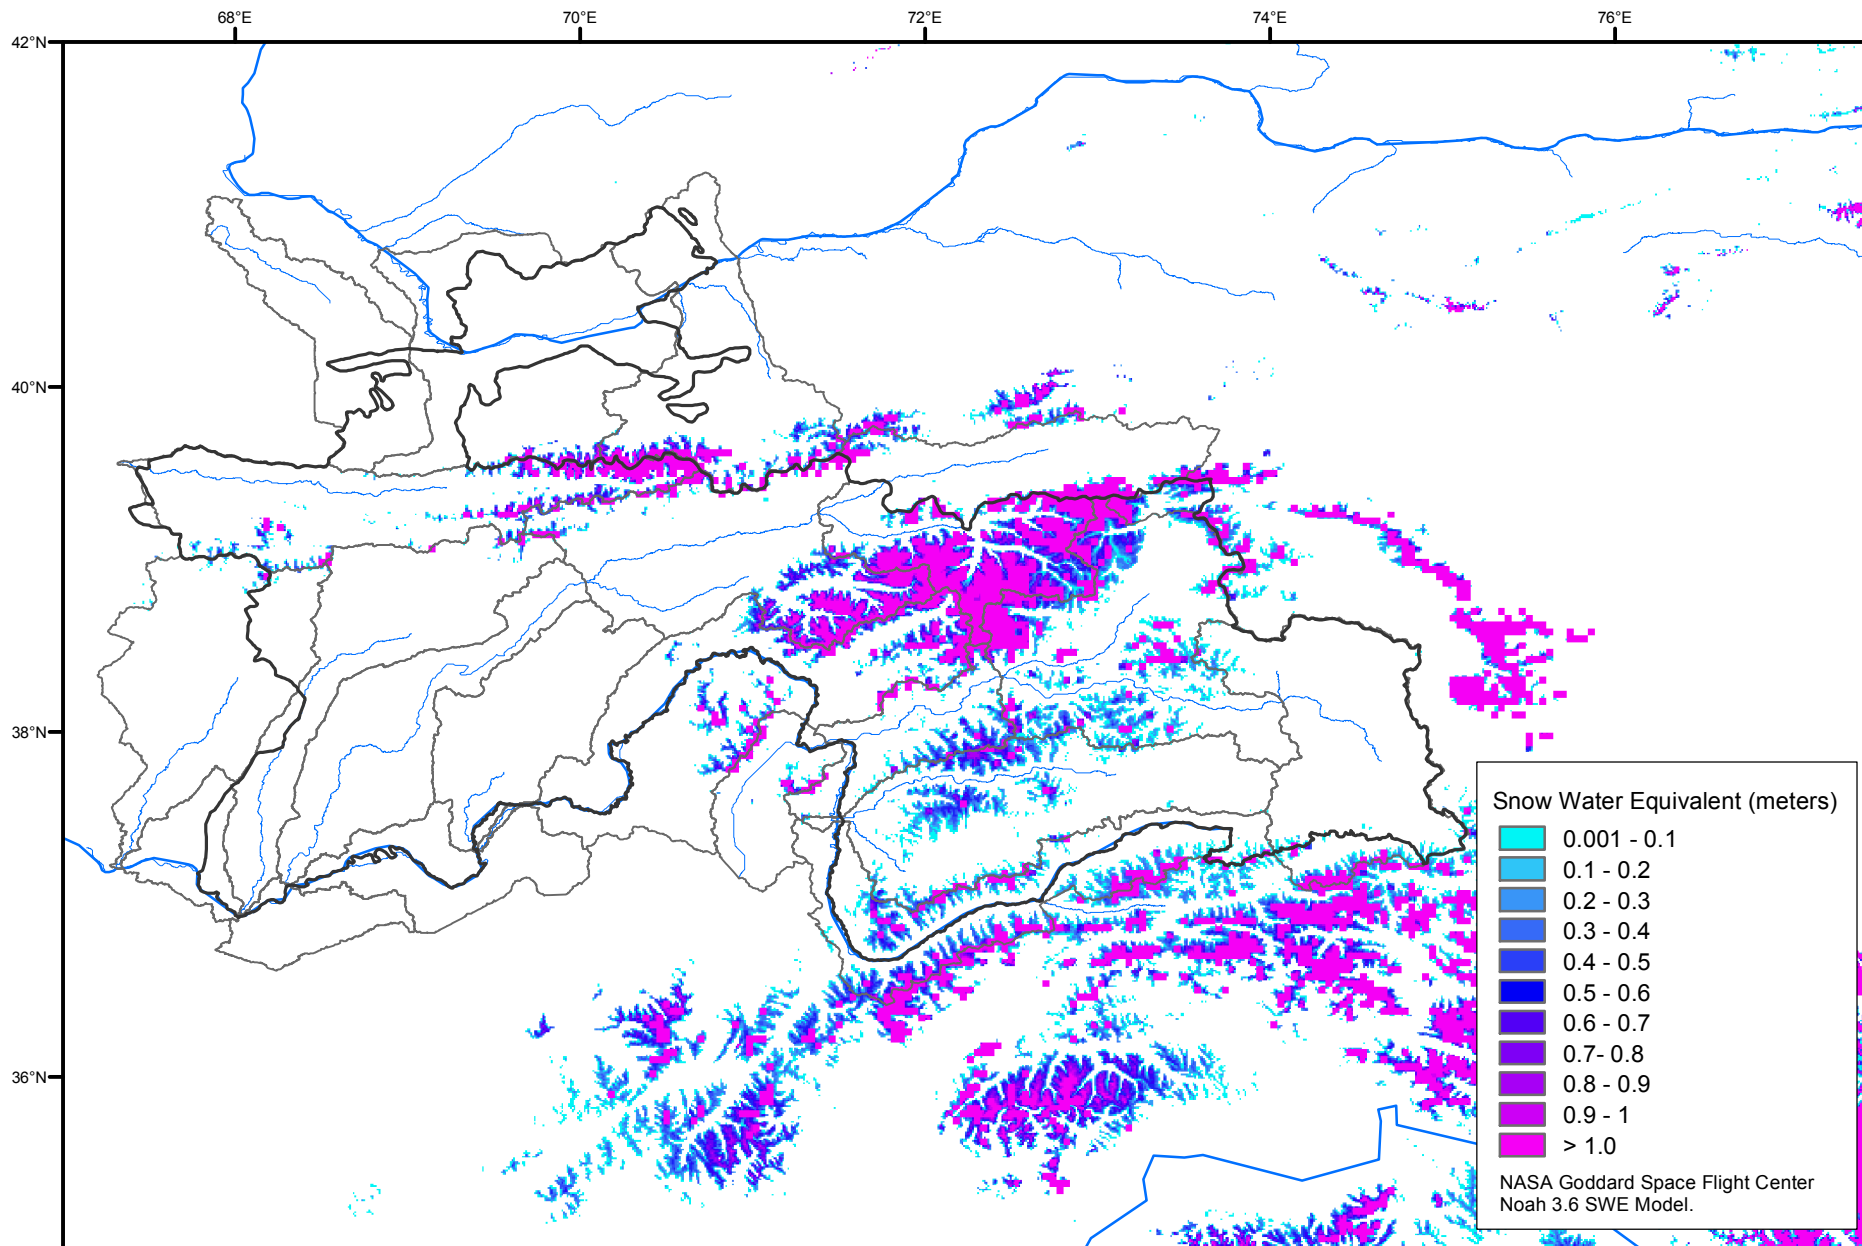 68°E 70°E 72°E 74°E 76°E
42°N
40°N
38°N
36°N
Snow Water Equivalent (meters)
0.001 - 0.1
0.1 - 0.2
0.2 - 0.3
0.3 - 0.4
0.4 - 0.5
0.5 - 0.6
0.6 - 0.7
0.7- 0.8
0.8 - 0.9
0.9 - 1
> 1.0
NASA Goddard Space Flight Center
Noah 3.6 SWE Model.